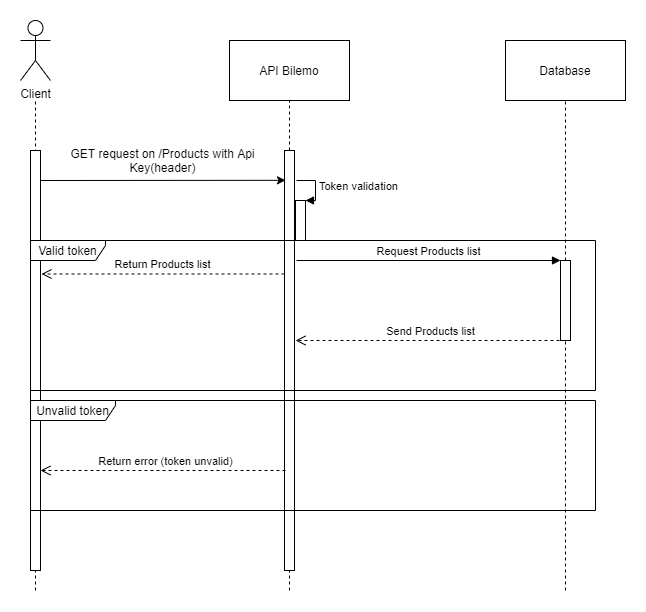 Client
API Bilemo
Database
GET request on /Products with Api
Key(header)
Token validation
Valid token
Request Products list
Return Products list
Send Products list
Unvalid token
Return error (token unvalid)